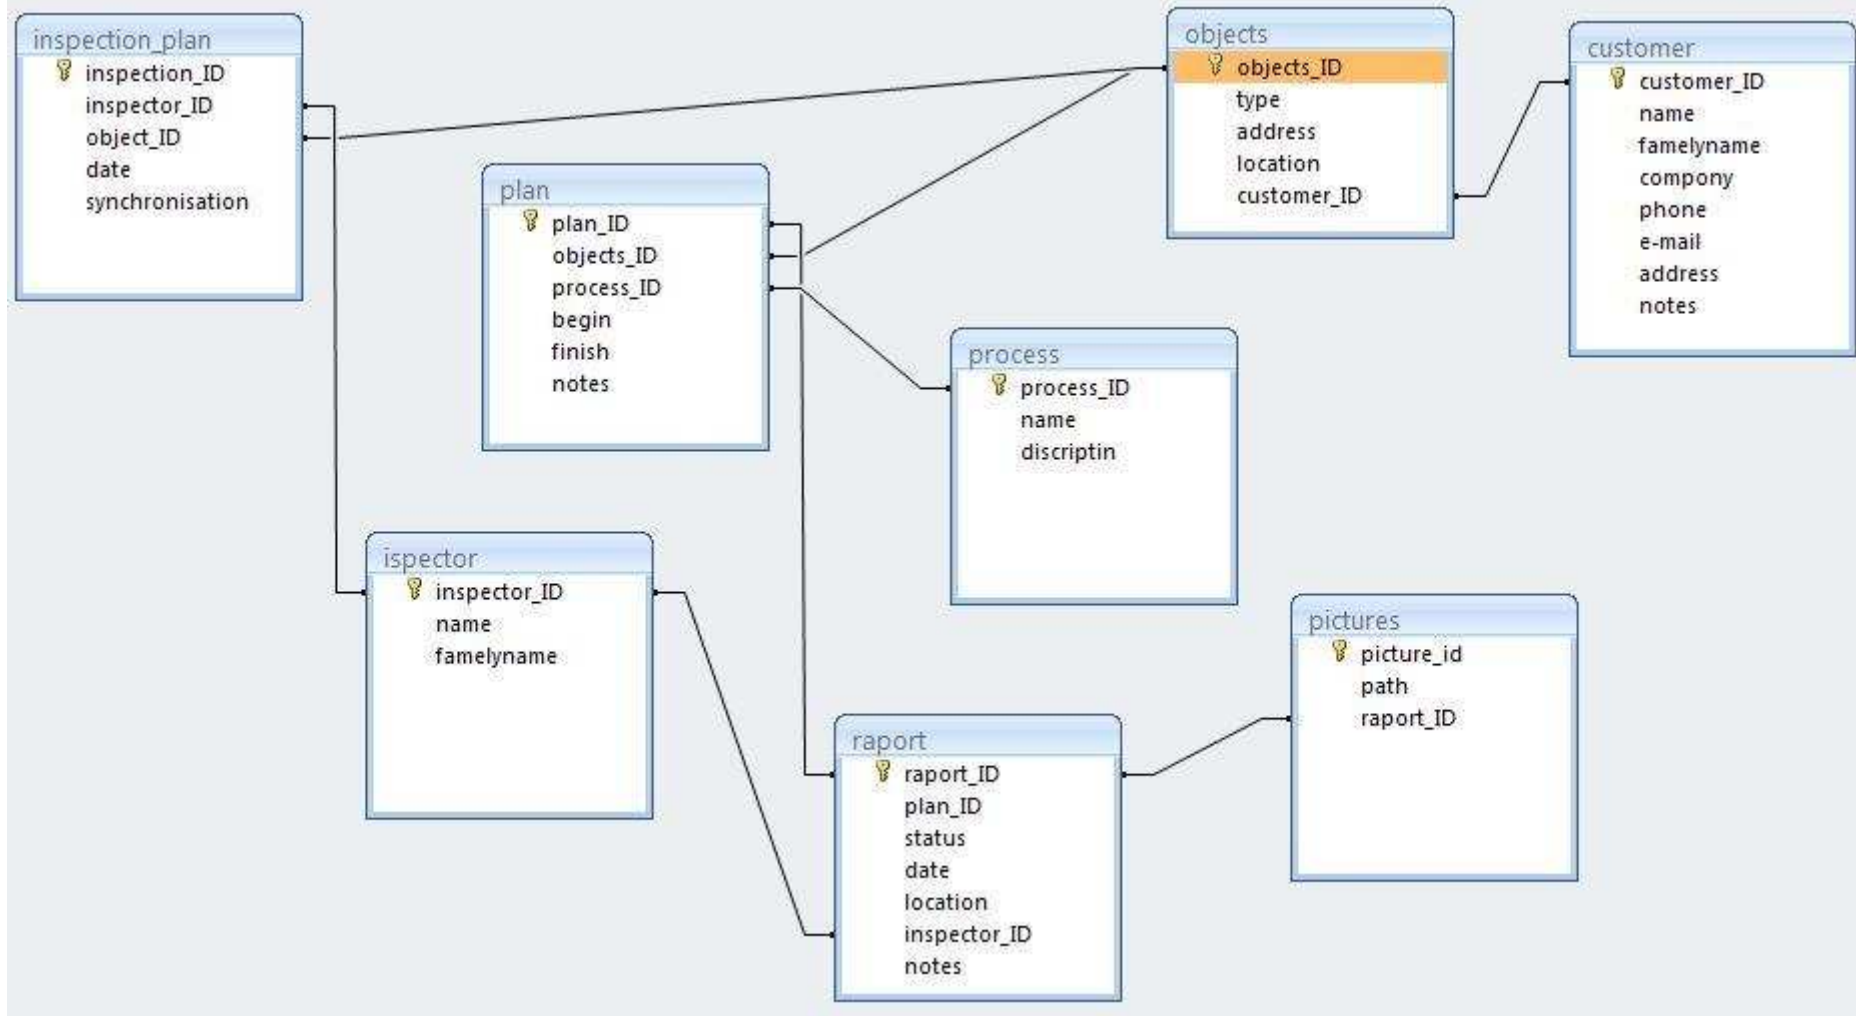 inspection_plan
inspection_ID
inspector_ID
object_ID
date
synchronisation
plan
plan_ID
objects_ID
process_ID
begin
finish
notes
objects
objects_ID
type
address
location
customer_ID
customer
customer_ID
name
famelyname
compony
phone
e-mail
address
notes
process
process_ID
name
discriptin
ispector
inspector_ID
name
famelyname
raport
raport_ID
plan_ID
status
date
location
inspector_ID
notes
pictures
picture_id
path
raport_ID